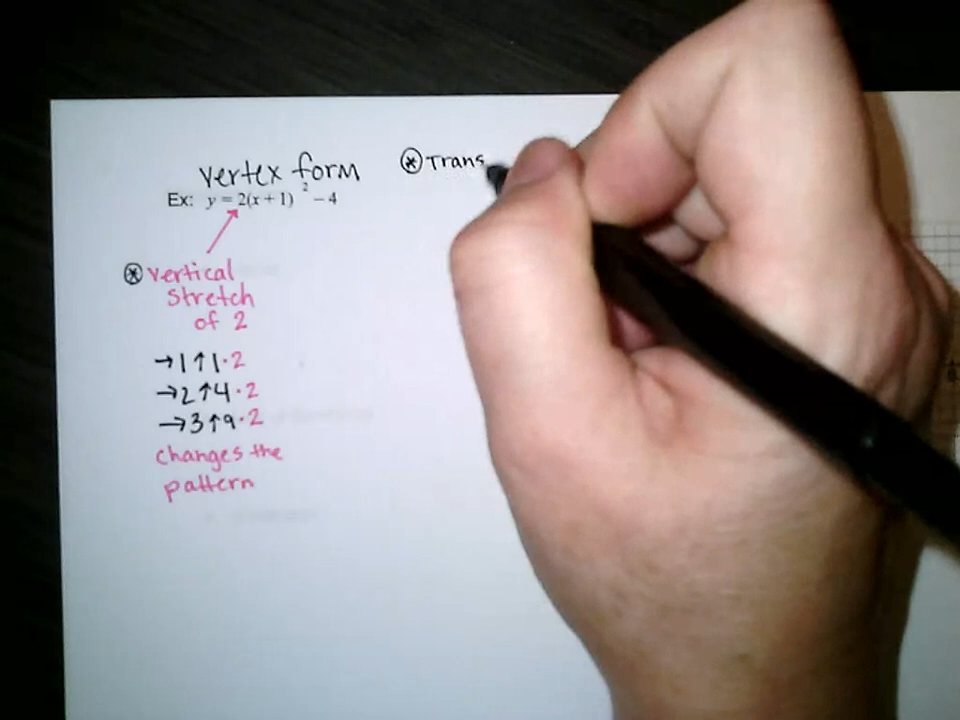 vertex form
Ex: y = 2(x + 1)² − 4
⊛ Trans
⊛ vertical
stretch
of 2
→1↑1·2
→2↑4·2
→3↑9·2
changes the
pattern